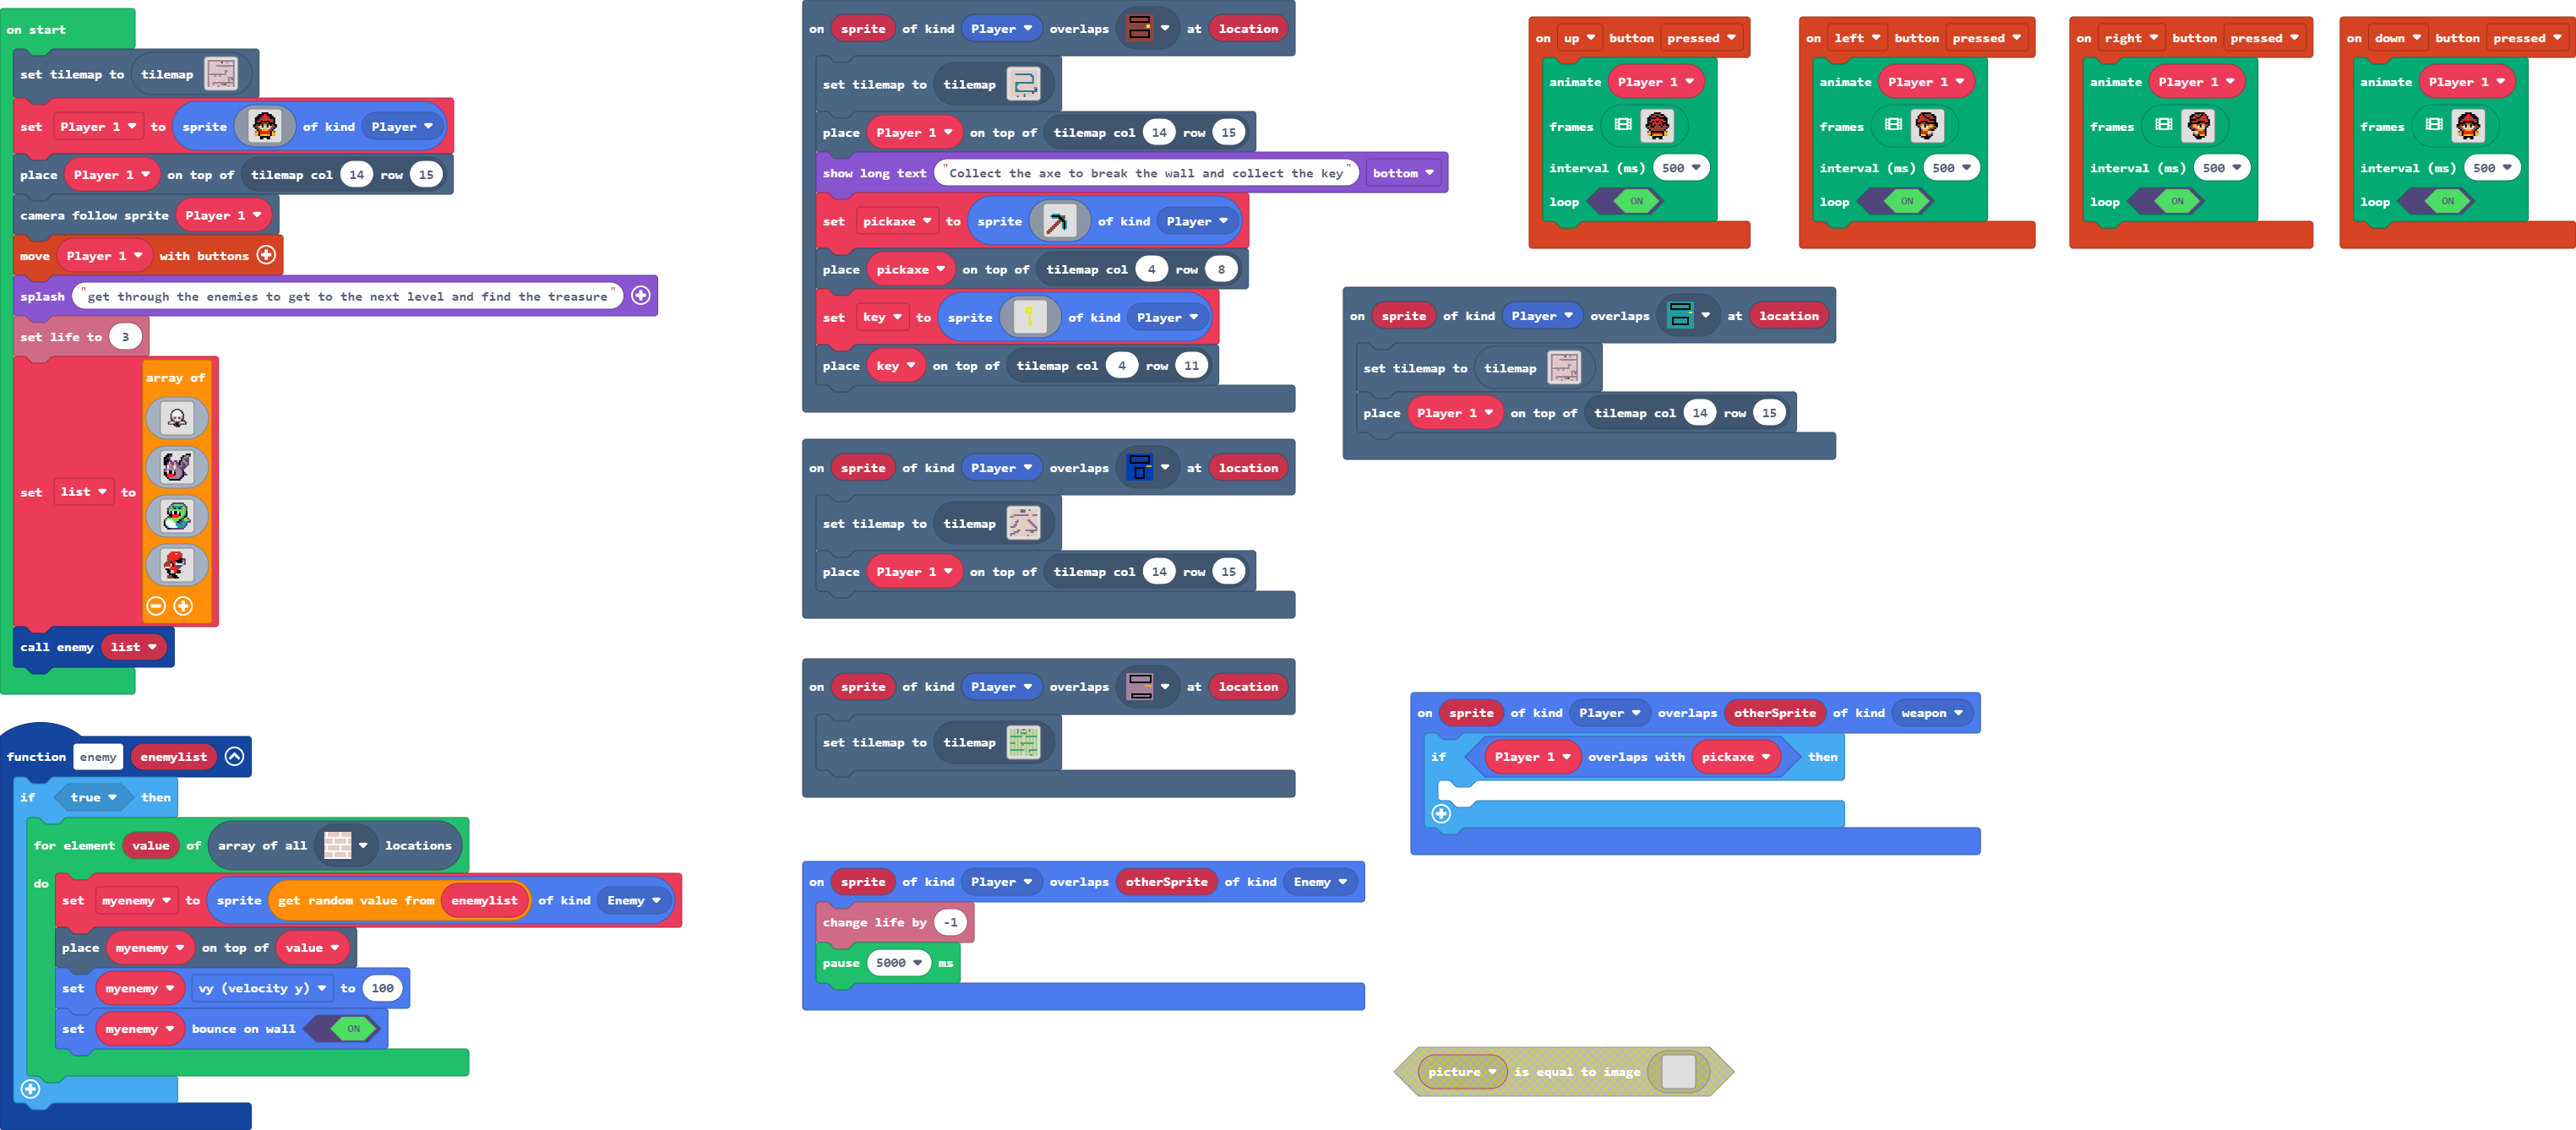 on start
set tilemap to tilemap
set Player 1 to sprite of kind Player
place Player 1 on top of tilemap col 14 row 15
camera follow sprite Player 1
move Player 1 with buttons
splash "get through the enemies to get to the next level and find the treasure"
set life to 3
set list to array of
call enemy list
function enemy enemylist
if true then
for element value of array of all locations
do
set myenemy to sprite get random value from enemylist of kind Enemy
place myenemy on top of value
set myenemy vy (velocity y) to 100
set myenemy bounce on wall ON
on sprite of kind Player overlaps at location
set tilemap to tilemap
place Player 1 on top of tilemap col 14 row 15
show long text "Collect the axe to break the wall and collect the key" bottom
set pickaxe to sprite of kind Player
place pickaxe on top of tilemap col 4 row 8
set key to sprite of kind Player
place key on top of tilemap col 4 row 11
on sprite of kind Player overlaps at location
set tilemap to tilemap
place Player 1 on top of tilemap col 14 row 15
on sprite of kind Player overlaps at location
set tilemap to tilemap
on sprite of kind Player overlaps otherSprite of kind Enemy
change life by -1
pause 5000 ms
on up button pressed
animate Player 1
frames
interval (ms) 500
loop ON
on left button pressed
animate Player 1
frames
interval (ms) 500
loop ON
on right button pressed
animate Player 1
frames
interval (ms) 500
loop ON
on down button pressed
animate Player 1
frames
interval (ms) 500
loop ON
on sprite of kind Player overlaps at location
set tilemap to tilemap
place Player 1 on top of tilemap col 14 row 15
on sprite of kind Player overlaps otherSprite of kind weapon
if Player 1 overlaps with pickaxe then
picture is equal to image